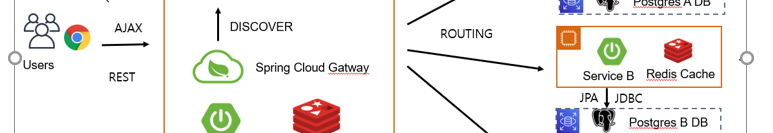 Postgres A DB
AJAX
DISCOVER
ROUTING
Users
REST
Spring Cloud Gatway
Service B
Redis Cache
JPA
JDBC
Postgres B DB